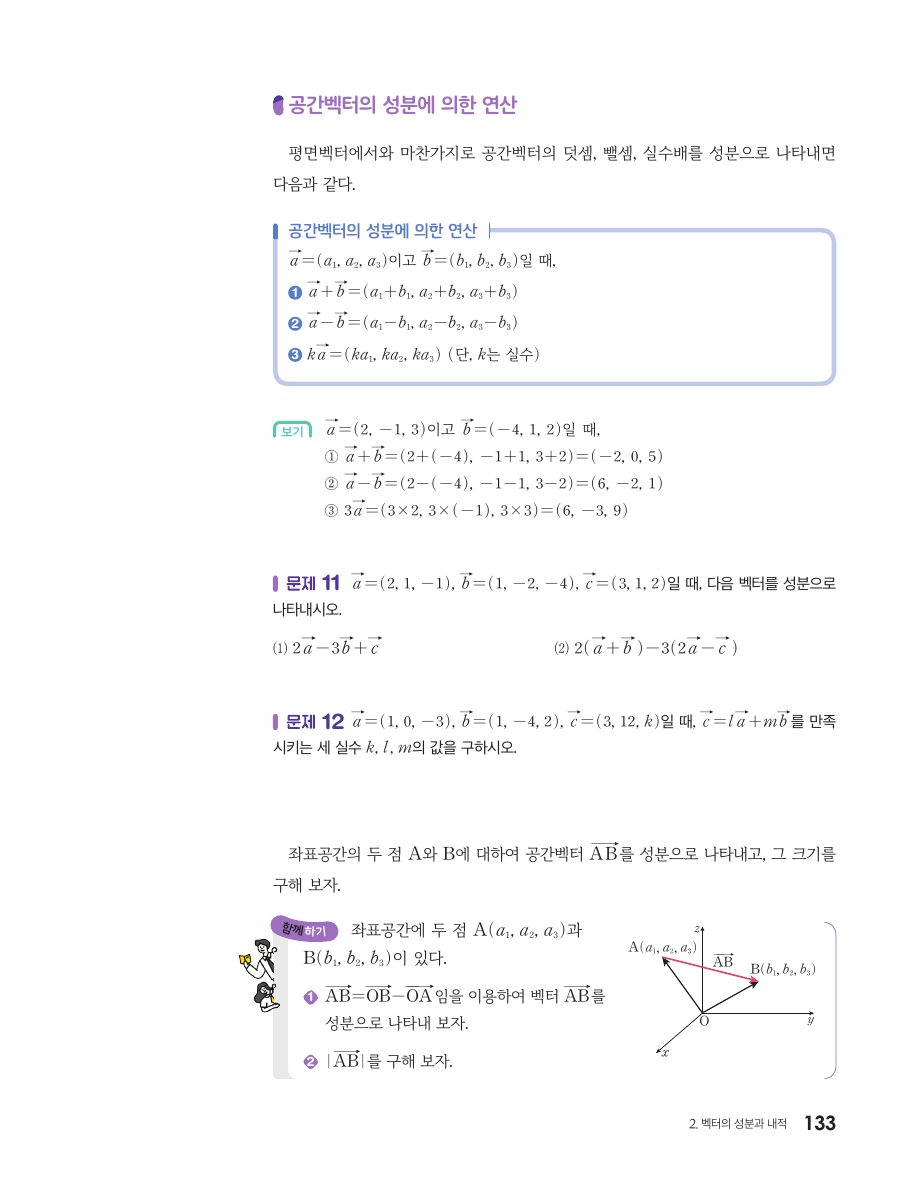 공간벡터의 성분에 의한 연산
평면벡터에서와 마찬가지로 공간벡터의 덧셈, 뺄셈, 실수배를 성분으로 나타내면
다음과 같다.
공간벡터의 성분에 의한 연산
a⃗=(a₁, a₂, a₃)이고 b⃗=(b₁, b₂, b₃)일 때,
❶ a⃗+b⃗=(a₁+b₁, a₂+b₂, a₃+b₃)
❷ a⃗−b⃗=(a₁−b₁, a₂−b₂, a₃−b₃)
❸ ka⃗=(ka₁, ka₂, ka₃) (단, k는 실수)
보기 a⃗=(2, −1, 3)이고 b⃗=(−4, 1, 2)일 때,
① a⃗+b⃗=(2+(−4), −1+1, 3+2)=(−2, 0, 5)
② a⃗−b⃗=(2−(−4), −1−1, 3−2)=(6, −2, 1)
③ 3a⃗=(3×2, 3×(−1), 3×3)=(6, −3, 9)
문제 11 a⃗=(2, 1, −1), b⃗=(1, −2, −4), c⃗=(3, 1, 2)일 때, 다음 벡터를 성분으로
나타내시오.
⑴ 2a⃗−3b⃗+c⃗ ⑵ 2(a⃗+b⃗)−3(2a⃗−c⃗)
문제 12 a⃗=(1, 0, −3), b⃗=(1, −4, 2), c⃗=(3, 12, k)일 때, c⃗=la⃗+mb⃗를 만족
시키는 세 실수 k, l, m의 값을 구하시오.
좌표공간의 두 점 A와 B에 대하여 공간벡터 A͞B⃗를 성분으로 나타내고, 그 크기를
구해 보자.
함께하기 좌표공간에 두 점 A(a₁, a₂, a₃)과
B(b₁, b₂, b₃)이 있다.
❶ AB⃗=OB⃗−OA⃗임을 이용하여 벡터 AB⃗를
성분으로 나타내 보자.
❷ |AB⃗|를 구해 보자.
z
A(a₁, a₂, a₃)
AB⃗
B(b₁, b₂, b₃)
O
y
x
2. 벡터의 성분과 내적 133